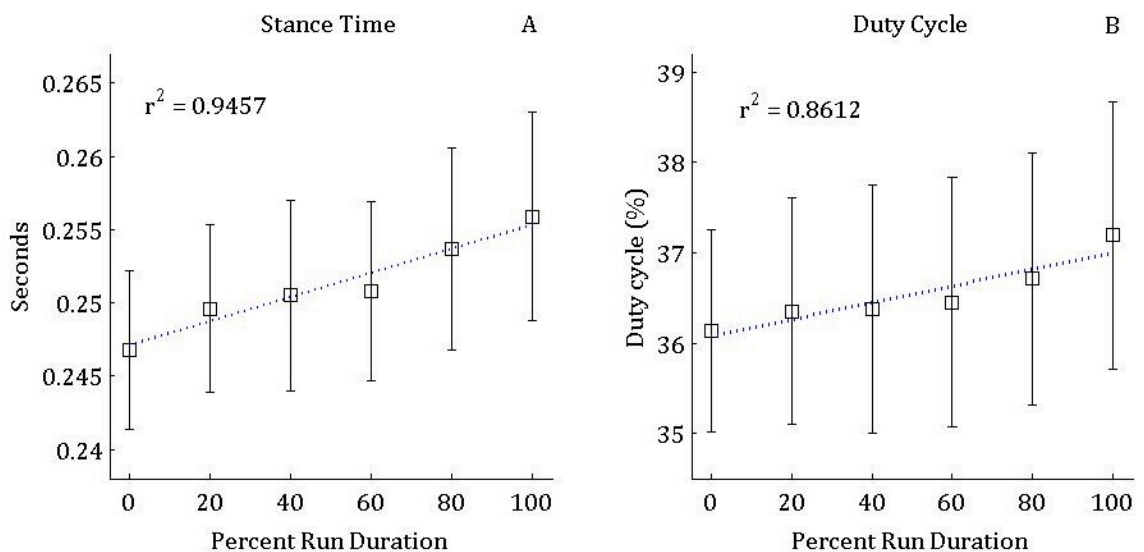 Stance Time
A
r² = 0.9457
0.265
0.26
0.255
0.25
0.245
0.24
Seconds
0 20 40 60 80 100
Percent Run Duration
Duty Cycle
B
r² = 0.8612
39
38
37
36
35
Duty cycle (%)
0 20 40 60 80 100
Percent Run Duration